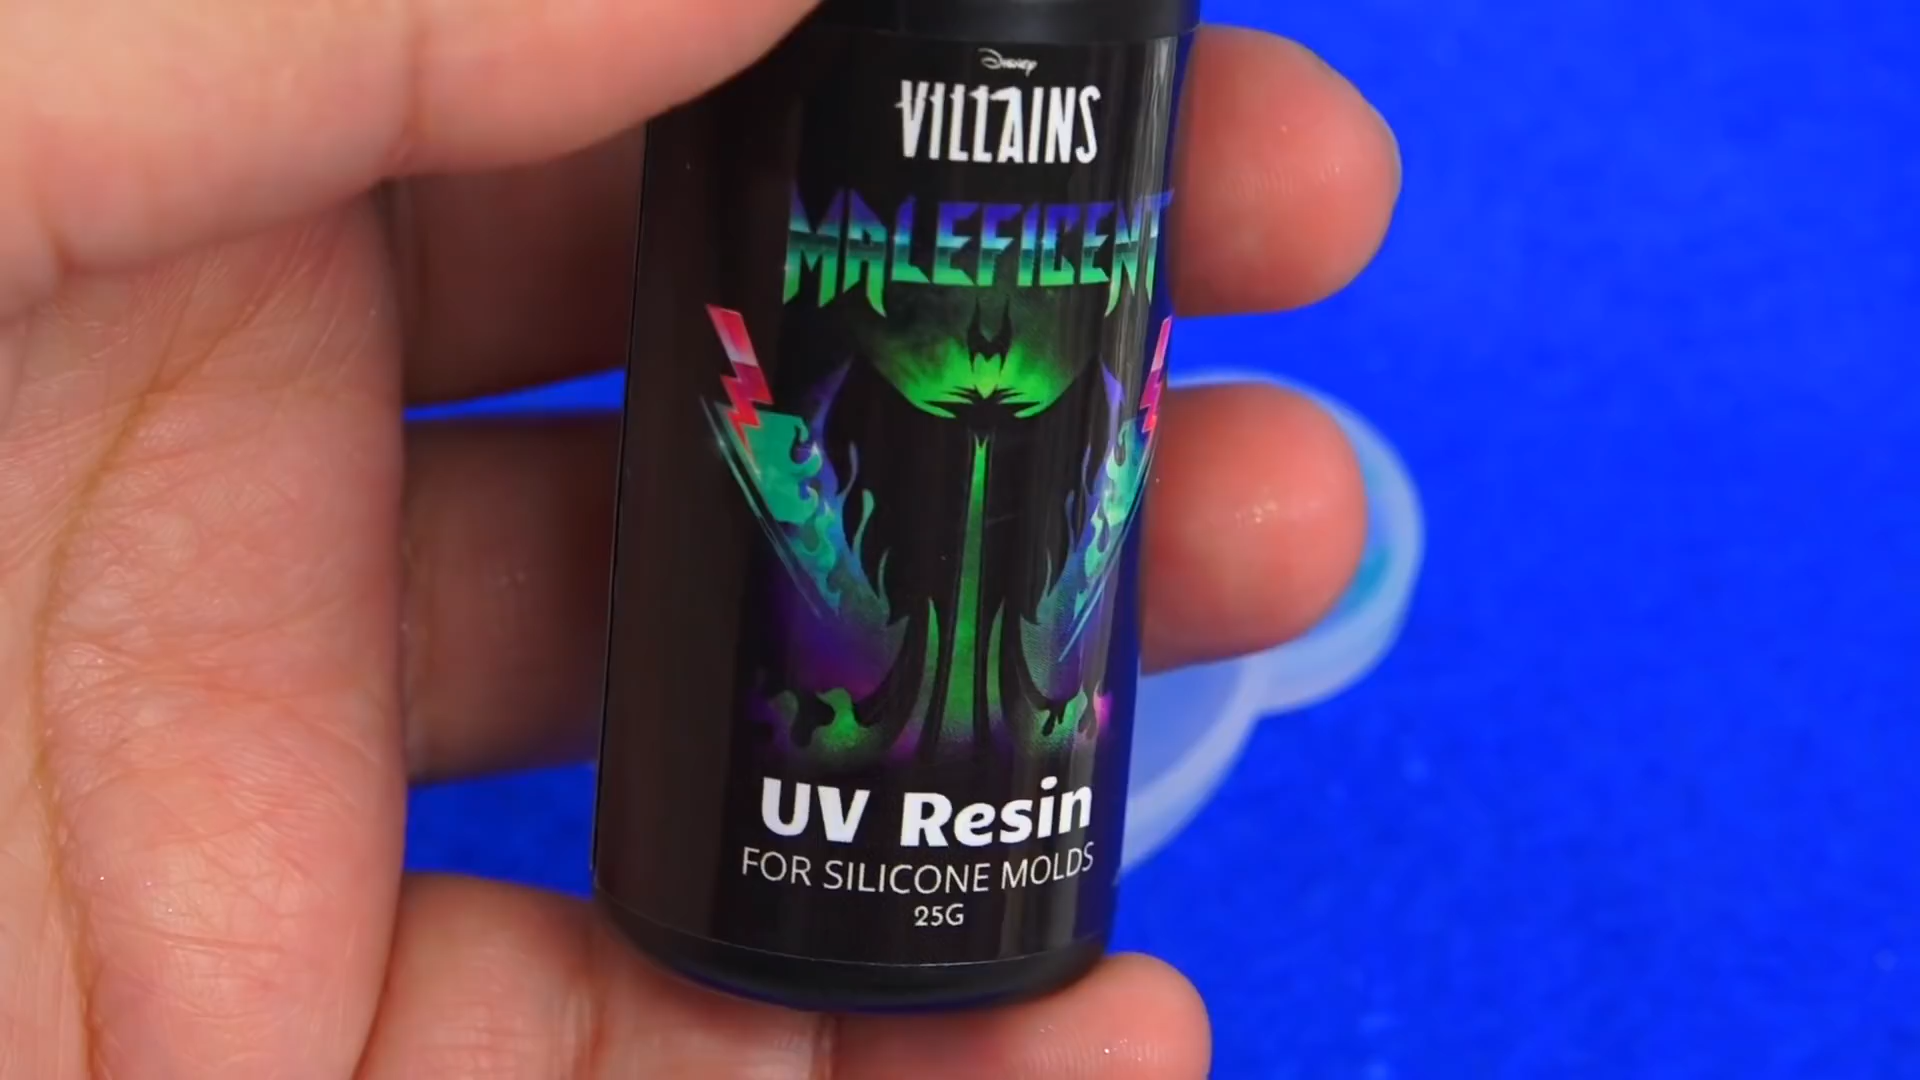 Disney
VILLAINS
MALEFICENT
UV Resin
FOR SILICONE MOLDS
25G